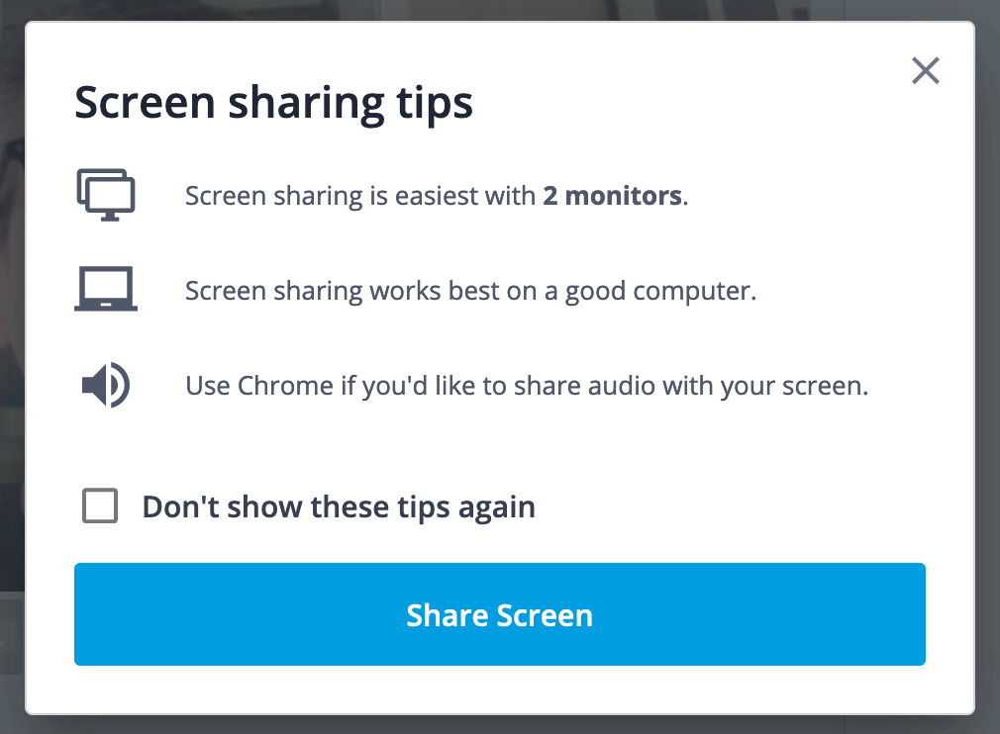 Screen sharing tips
Screen sharing is easiest with 2 monitors.
Screen sharing works best on a good computer.
Use Chrome if you'd like to share audio with your screen.
Don't show these tips again
Share Screen